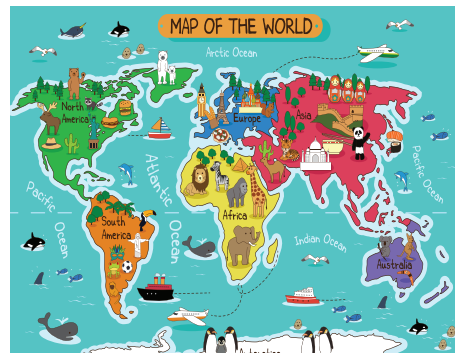 MAP OF THE WORLD
Arctic Ocean
North
America
Europe
Asia
Atlantic
Ocean
Pacific
Ocean
Pacific
Ocean
South
America
Africa
Indian Ocean
Australia
Antarctica